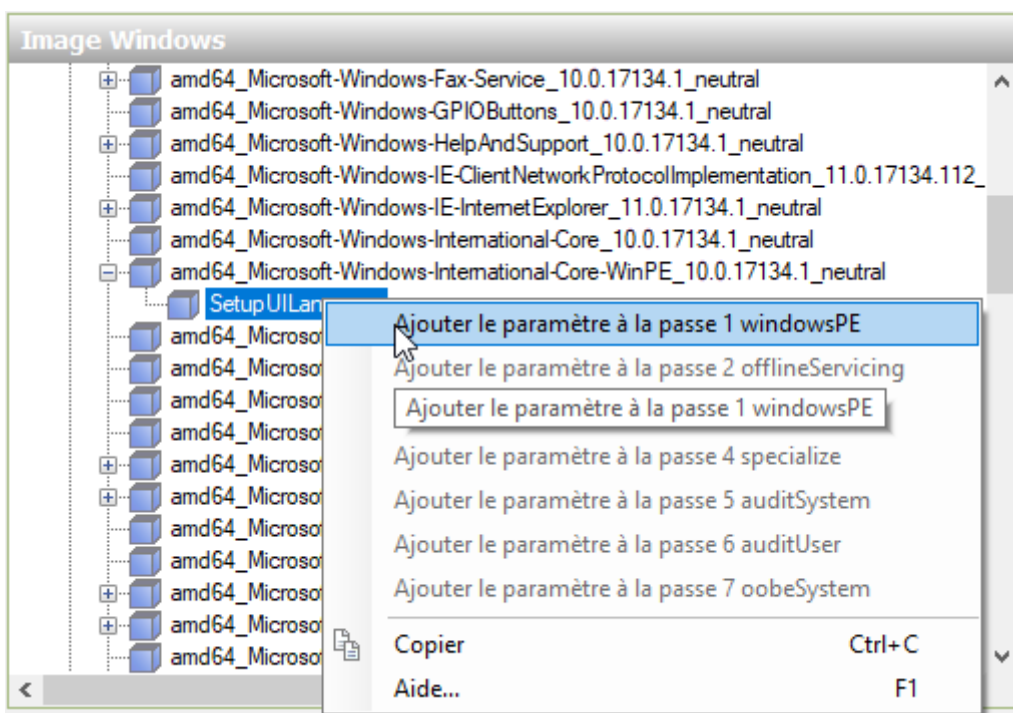 Image Windows
amd64_Microsoft-Windows-Fax-Service_10.0.17134.1_neutral
amd64_Microsoft-Windows-GPIOButtons_10.0.17134.1_neutral
amd64_Microsoft-Windows-HelpAndSupport_10.0.17134.1_neutral
amd64_Microsoft-Windows-IE-ClientNetworkProtocolImplementation_11.0.17134.112_
amd64_Microsoft-Windows-IE-InternetExplorer_11.0.17134.1_neutral
amd64_Microsoft-Windows-International-Core_10.0.17134.1_neutral
amd64_Microsoft-Windows-International-Core-WinPE_10.0.17134.1_neutral
SetupUILan
Ajouter le paramètre à la passe 1 windowsPE
amd64_Microsof
Ajouter le paramètre à la passe 2 offlineServicing
amd64_Microsof
Ajouter le paramètre à la passe 1 windowsPE
amd64_Microsof
amd64_Microsof
Ajouter le paramètre à la passe 4 specialize
amd64_Microsof
Ajouter le paramètre à la passe 5 auditSystem
amd64_Microsof
amd64_Microsof
Ajouter le paramètre à la passe 6 auditUser
amd64_Microsof
Ajouter le paramètre à la passe 7 oobeSystem
amd64_Microsof
amd64_Microsof
Copier Ctrl+C
amd64_Microsof
Aide... F1